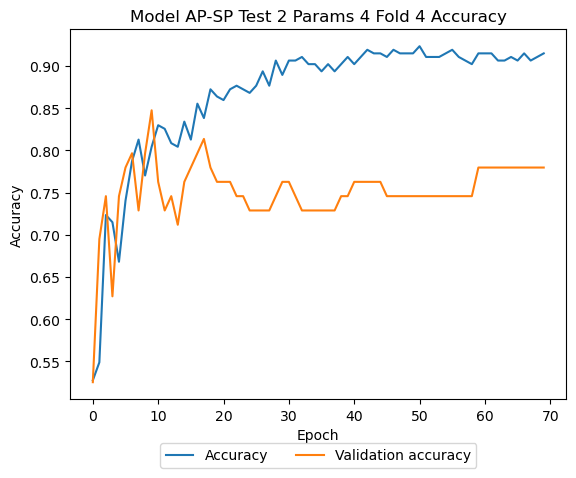 Model AP-SP Test 2 Params 4 Fold 4 Accuracy
Accuracy
0.90
0.85
0.80
0.75
0.70
0.65
0.60
0.55
0 10 20 30 40 50 60 70
Epoch
Accuracy Validation accuracy